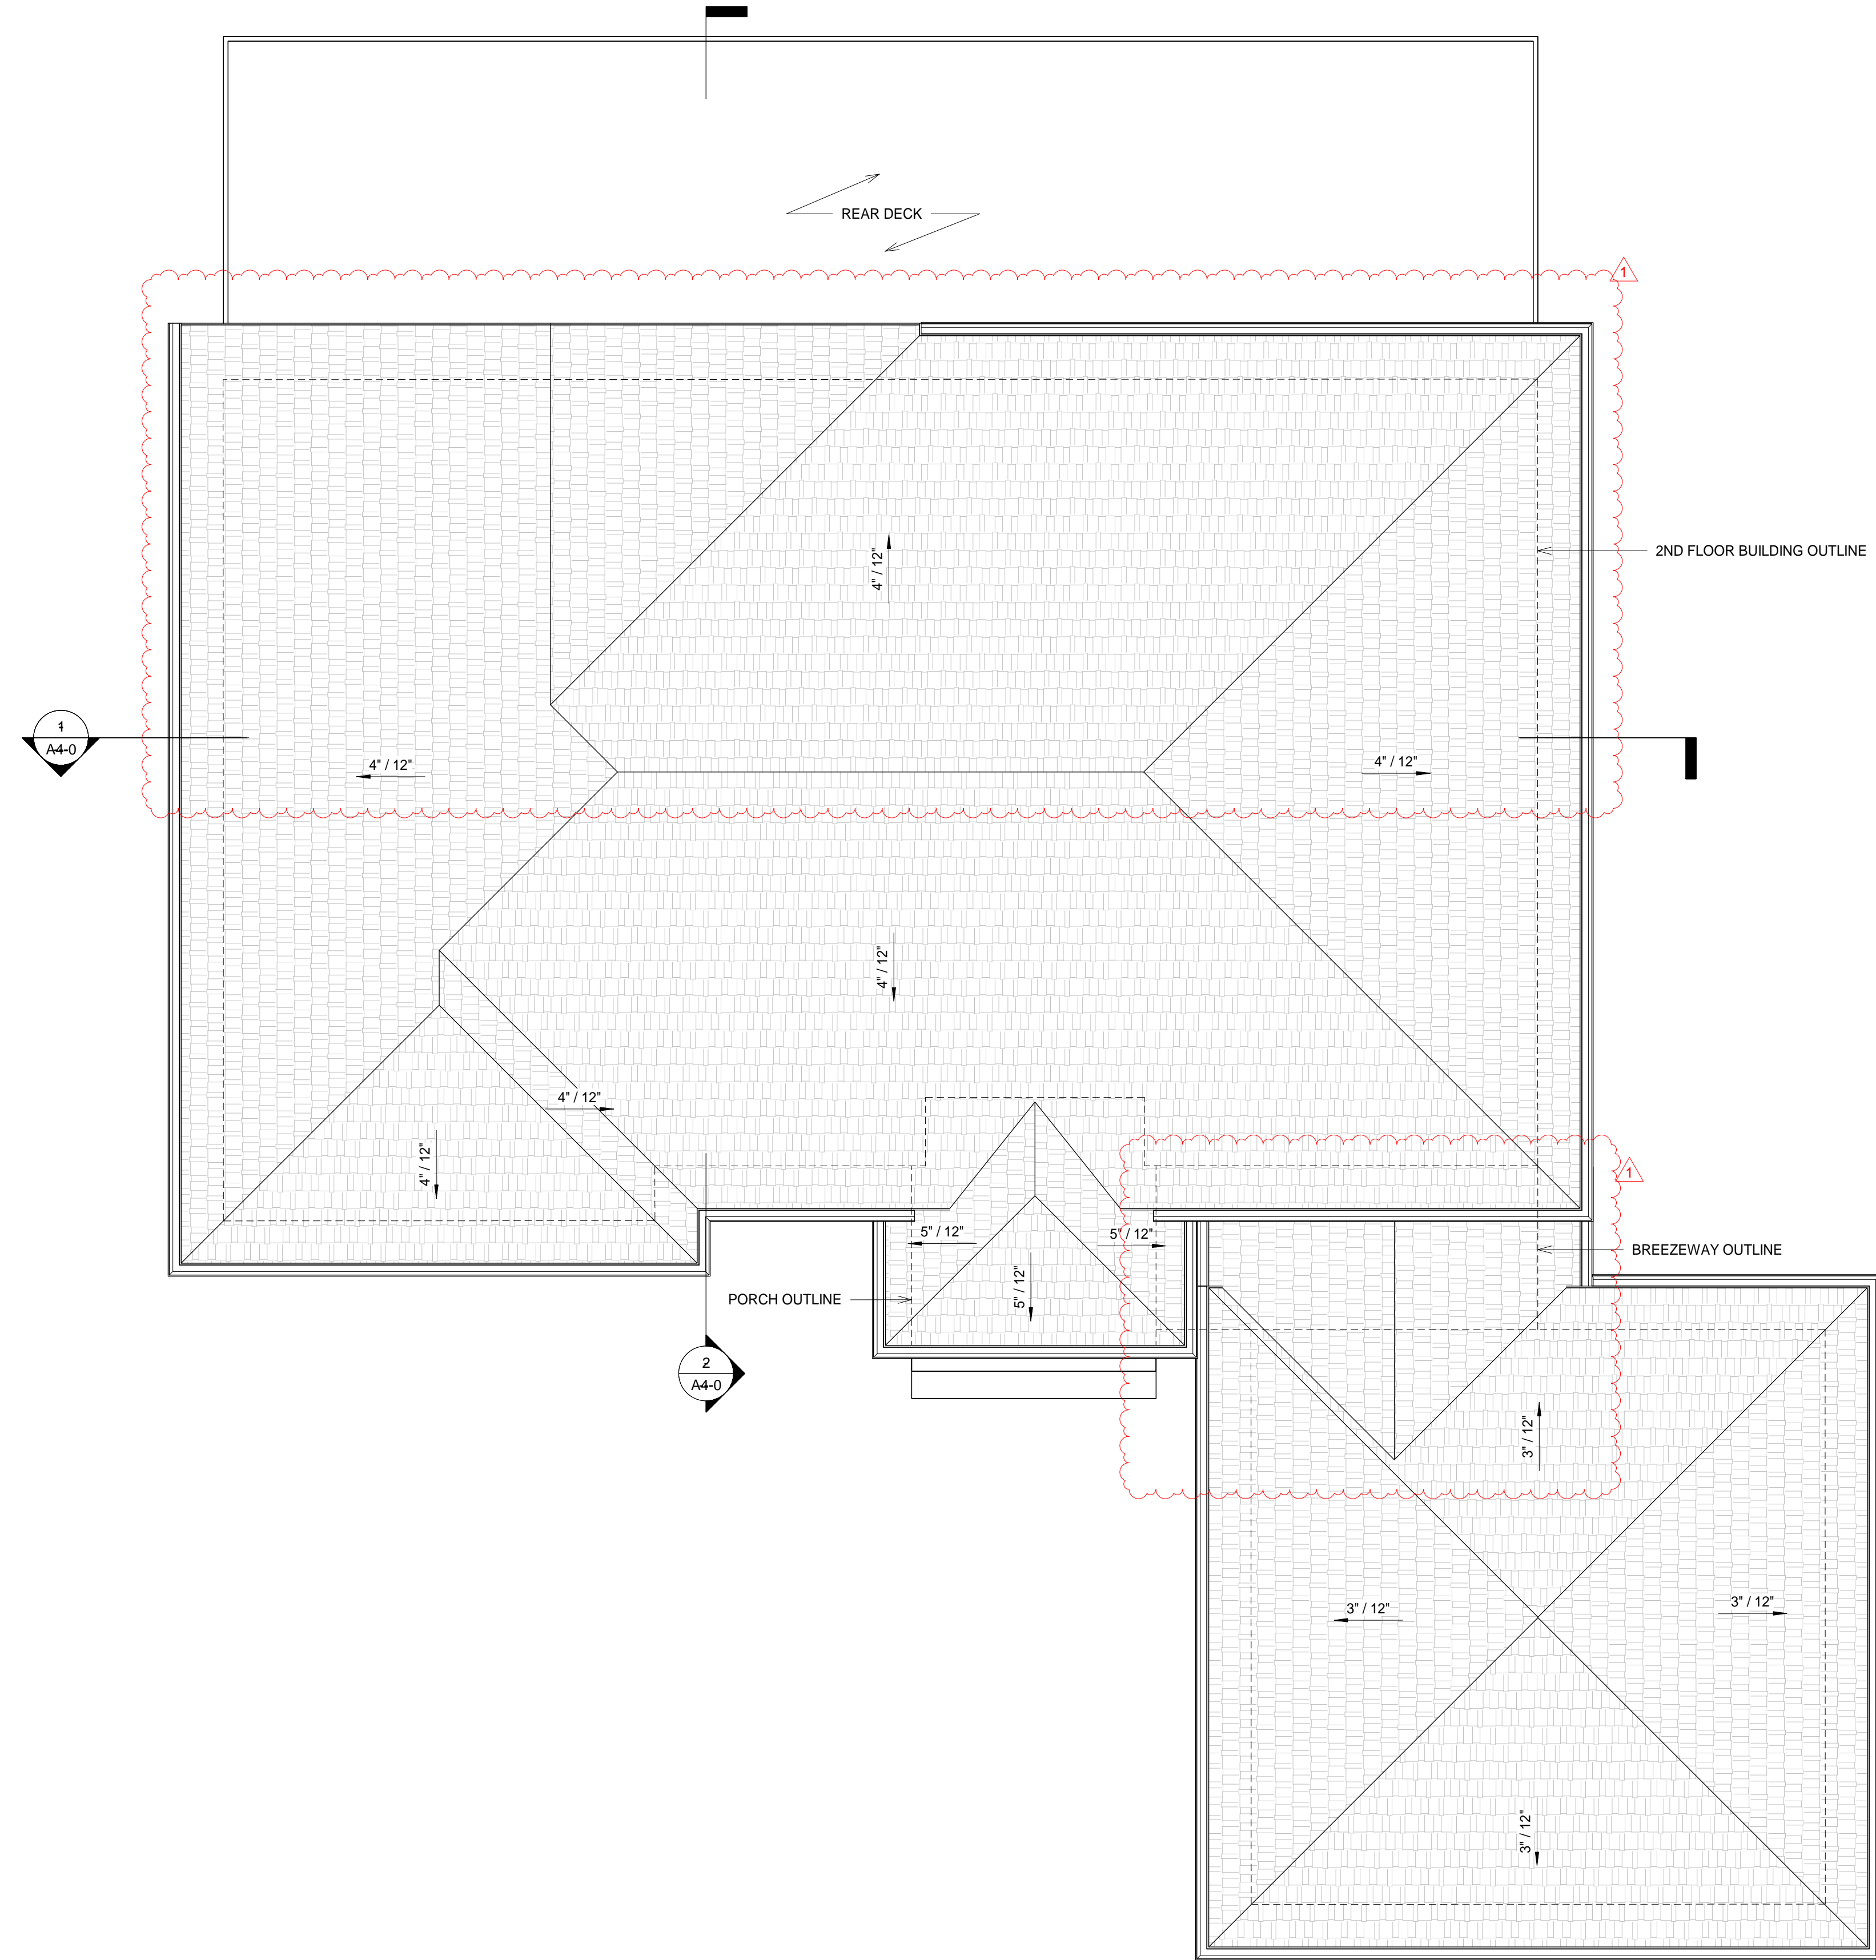 REAR DECK
1
4" / 12"
2ND FLOOR BUILDING OUTLINE
1
A4-0
4" / 12"
4" / 12"
4" / 12"
4" / 12"
4" / 12"
1
5" / 12"
5" / 12"
BREEZEWAY OUTLINE
5" / 12"
PORCH OUTLINE
2
A4-0
3" / 12"
3" / 12"
3" / 12"
3" / 12"